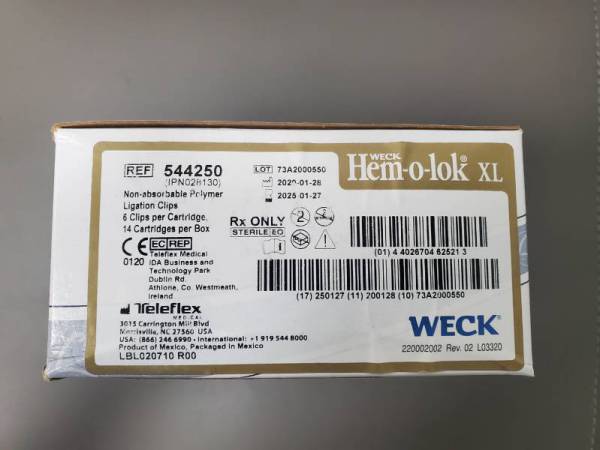 REF 544250
(IPN028130)
Non-absorbable Polymer
Ligation Clips
6 Clips per Cartridge,
14 Cartridges per Box
CE 0120
EC REP
Teleflex Medical
IDA Business and
Technology Park
Dublin Rd.
Athlone, Co. Westmeath,
Ireland
Teleflex
MEDICAL
3015 Carrington Mill Blvd
Morrisville, NC 27560 USA
USA: (866) 246 6990 • International: +1 919 544 8000
Product of Mexico, Packaged in Mexico
LBL020710 R00
LOT 73A2000550
2020-01-28
2025 01-27
Rx ONLY
STERILE EO
2
WECK
Hem-o-lok® XL
(01) 4 4026704 62521 3
(17) 250127 (11) 200128 (10) 73A2000550
WECK®
220002002 Rev. 02 L03320